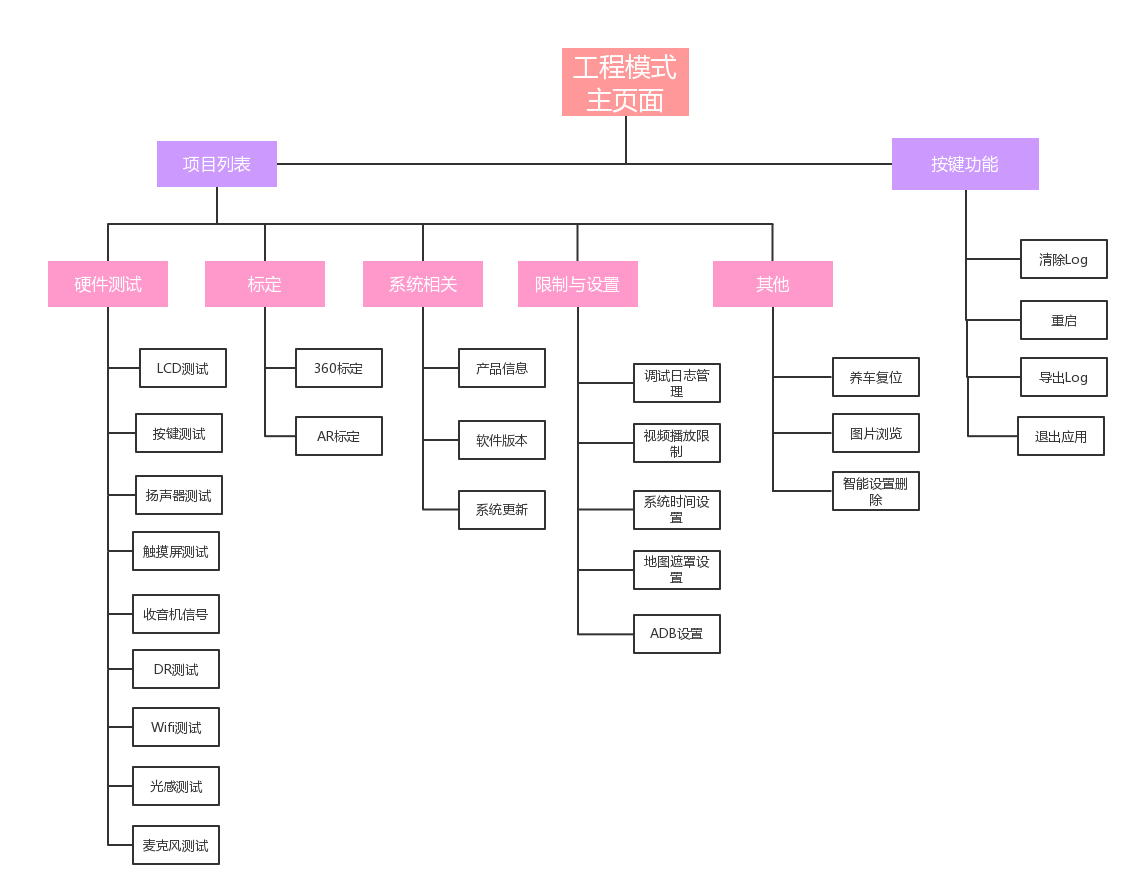 工程模式
主页面
项目列表
按键功能
硬件测试
标定
系统相关
限制与设置
其他
LCD测试
按键测试
扬声器测试
触摸屏测试
收音机信号
DR测试
Wifi测试
光感测试
麦克风测试
360标定
AR标定
产品信息
软件版本
系统更新
调试日志管
理
视频播放限
制
系统时间设
置
地图遮罩设
置
ADB设置
养车复位
图片浏览
智能设置删
除
清除Log
重启
导出Log
退出应用